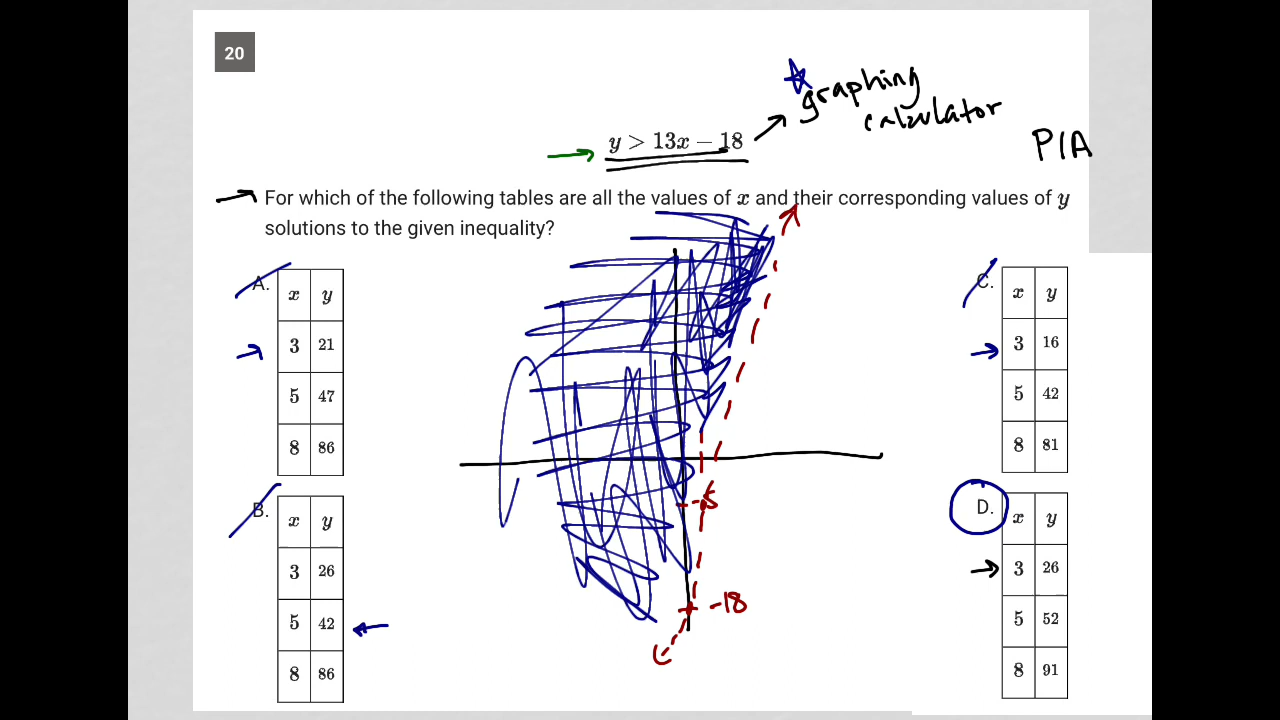 20
graphing
calculator
y > 13x − 18
PIA
For which of the following tables are all the values of x and their corresponding values of y
solutions to the given inequality?
A.
x y
3 21
5 47
8 86
B.
x y
3 26
5 42
8 86
C.
x y
3 16
5 42
8 81
D.
x y
3 26
5 52
8 91
-5
-18